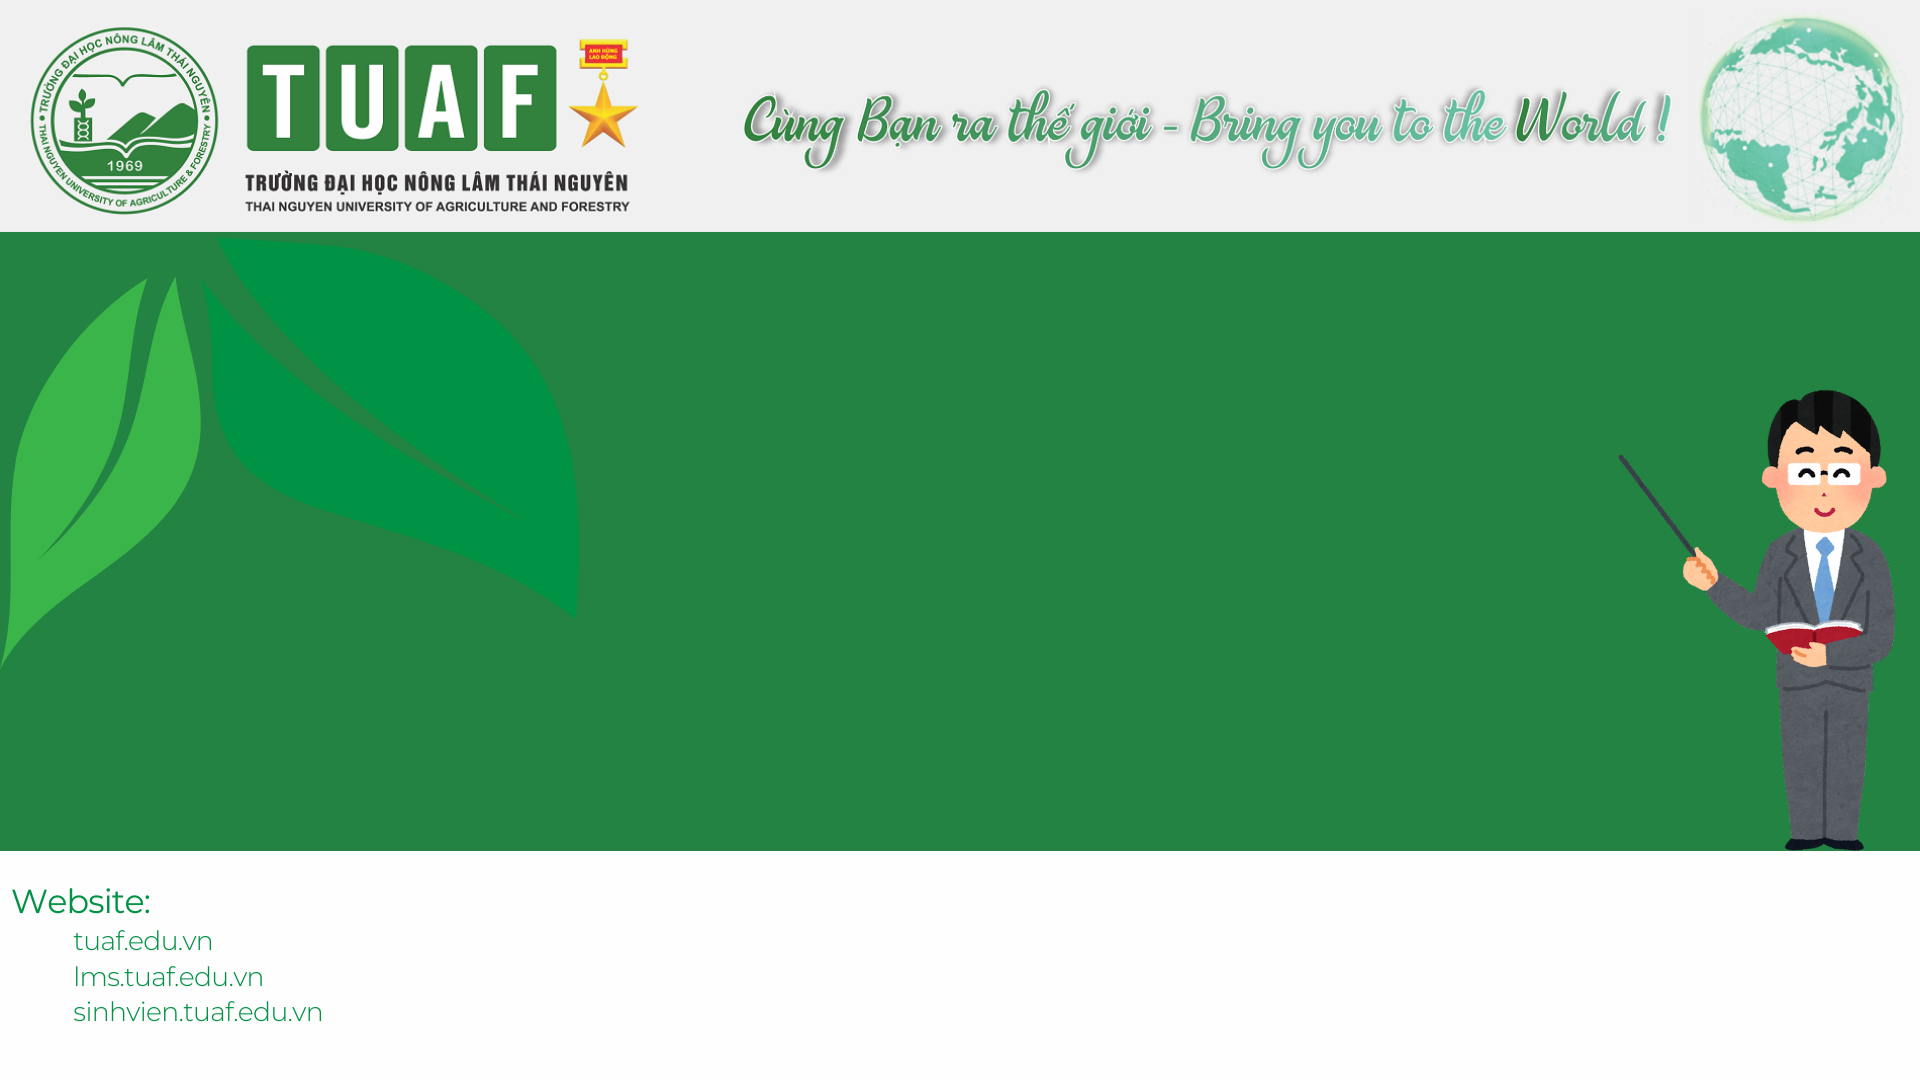 TRƯỜNG ĐẠI HỌC NÔNG LÂM THÁI NGUYÊN
1969
THAI NGUYEN UNIVERSITY OF AGRICULTURE & FORESTRY
TUAF
ANH HÙNG
LAO ĐỘNG
TRƯỜNG ĐẠI HỌC NÔNG LÂM THÁI NGUYÊN
THAI NGUYEN UNIVERSITY OF AGRICULTURE AND FORESTRY
Cùng Bạn ra thế giới - Bring you to the World !
Website:
tuaf.edu.vn
lms.tuaf.edu.vn
sinhvien.tuaf.edu.vn